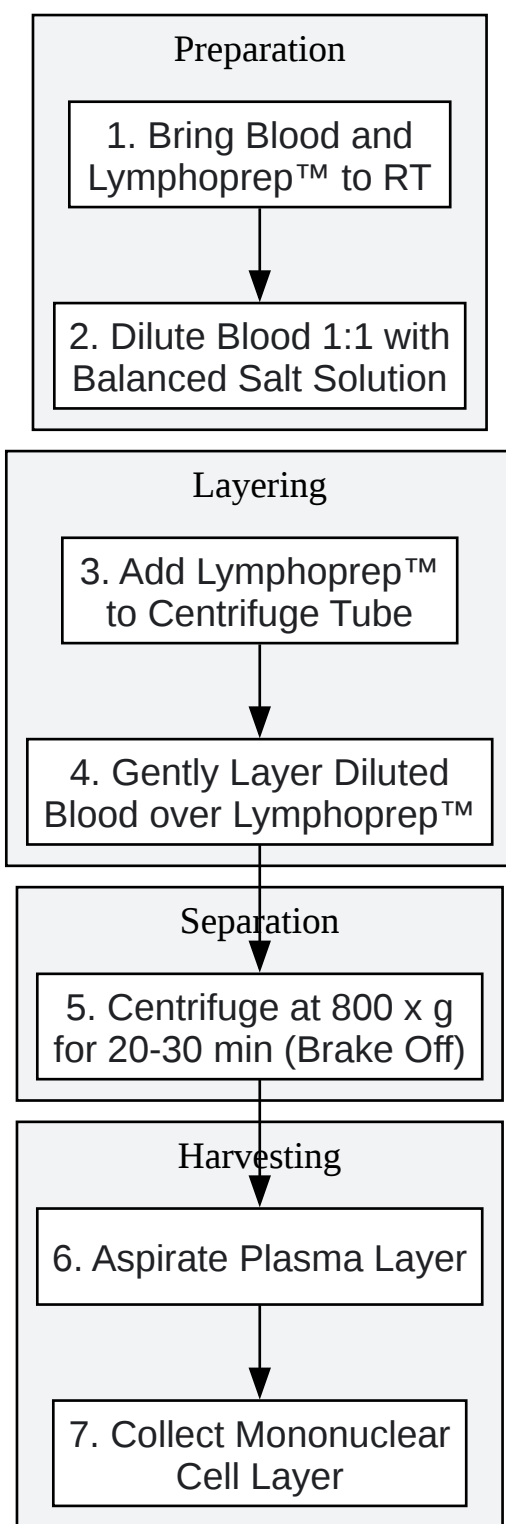 Preparation
1. Bring Blood and
Lymphoprep™ to RT
2. Dilute Blood 1:1 with
Balanced Salt Solution
Layering
3. Add Lymphoprep™
to Centrifuge Tube
4. Gently Layer Diluted
Blood over Lymphoprep™
Separation
5. Centrifuge at 800 x g
for 20-30 min (Brake Off)
Harvesting
6. Aspirate Plasma Layer
7. Collect Mononuclear
Cell Layer